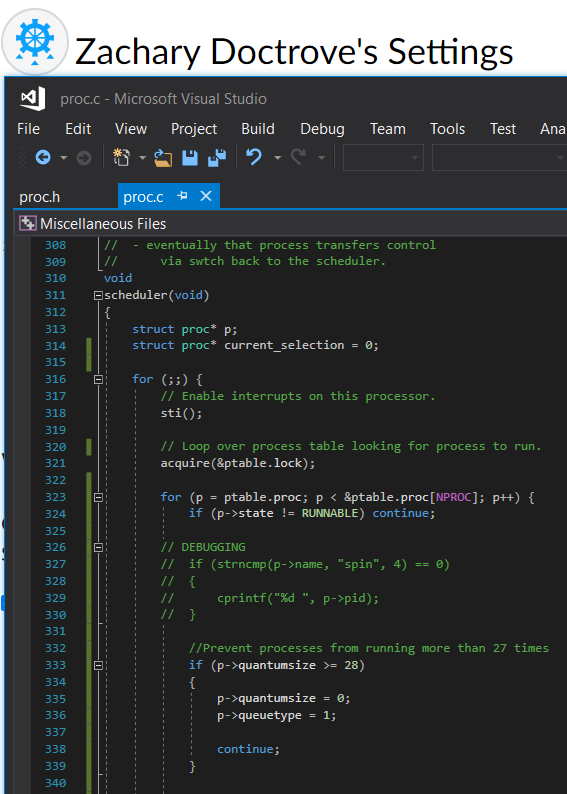 Zachary Doctrove's Settings
proc.c - Microsoft Visual Studio
File Edit View Project Build Debug Team Tools Test Ana
proc.h proc.c
Miscellaneous Files
308 // - eventually that process transfers control
309 // via swtch back to the scheduler.
310 void
311 scheduler(void)
312 {
313 struct proc* p;
314 struct proc* current_selection = 0;
315
316 for (;;) {
317 // Enable interrupts on this processor.
318 sti();
319
320 // Loop over process table looking for process to run.
321 acquire(&ptable.lock);
322
323 for (p = ptable.proc; p < &ptable.proc[NPROC]; p++) {
324 if (p->state != RUNNABLE) continue;
325
326 // DEBUGGING
327 // if (strncmp(p->name, "spin", 4) == 0)
328 // {
329 // cprintf("%d ", p->pid);
330 // }
331
332 //Prevent processes from running more than 27 times
333 if (p->quantumsize >= 28)
334 {
335 p->quantumsize = 0;
336 p->queuetype = 1;
337
338 continue;
339 }
340